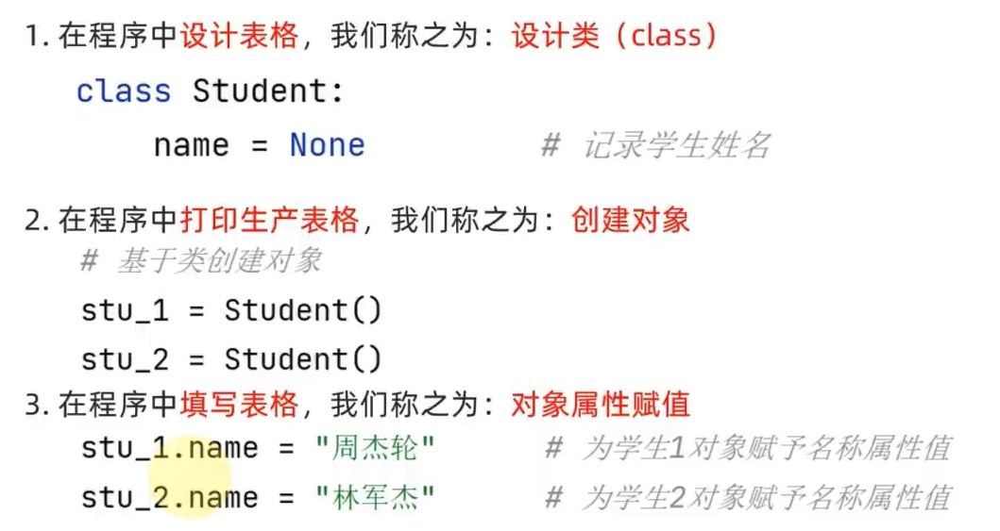 1. 在程序中设计表格，我们称之为：设计类（class）
class Student:
    name = None          # 记录学生姓名
2. 在程序中打印生产表格，我们称之为：创建对象
# 基于类创建对象
stu_1 = Student()
stu_2 = Student()
3. 在程序中填写表格，我们称之为：对象属性赋值
stu_1.name = "周杰轮"      # 为学生1对象赋予名称属性值
stu_2.name = "林军杰"      # 为学生2对象赋予名称属性值